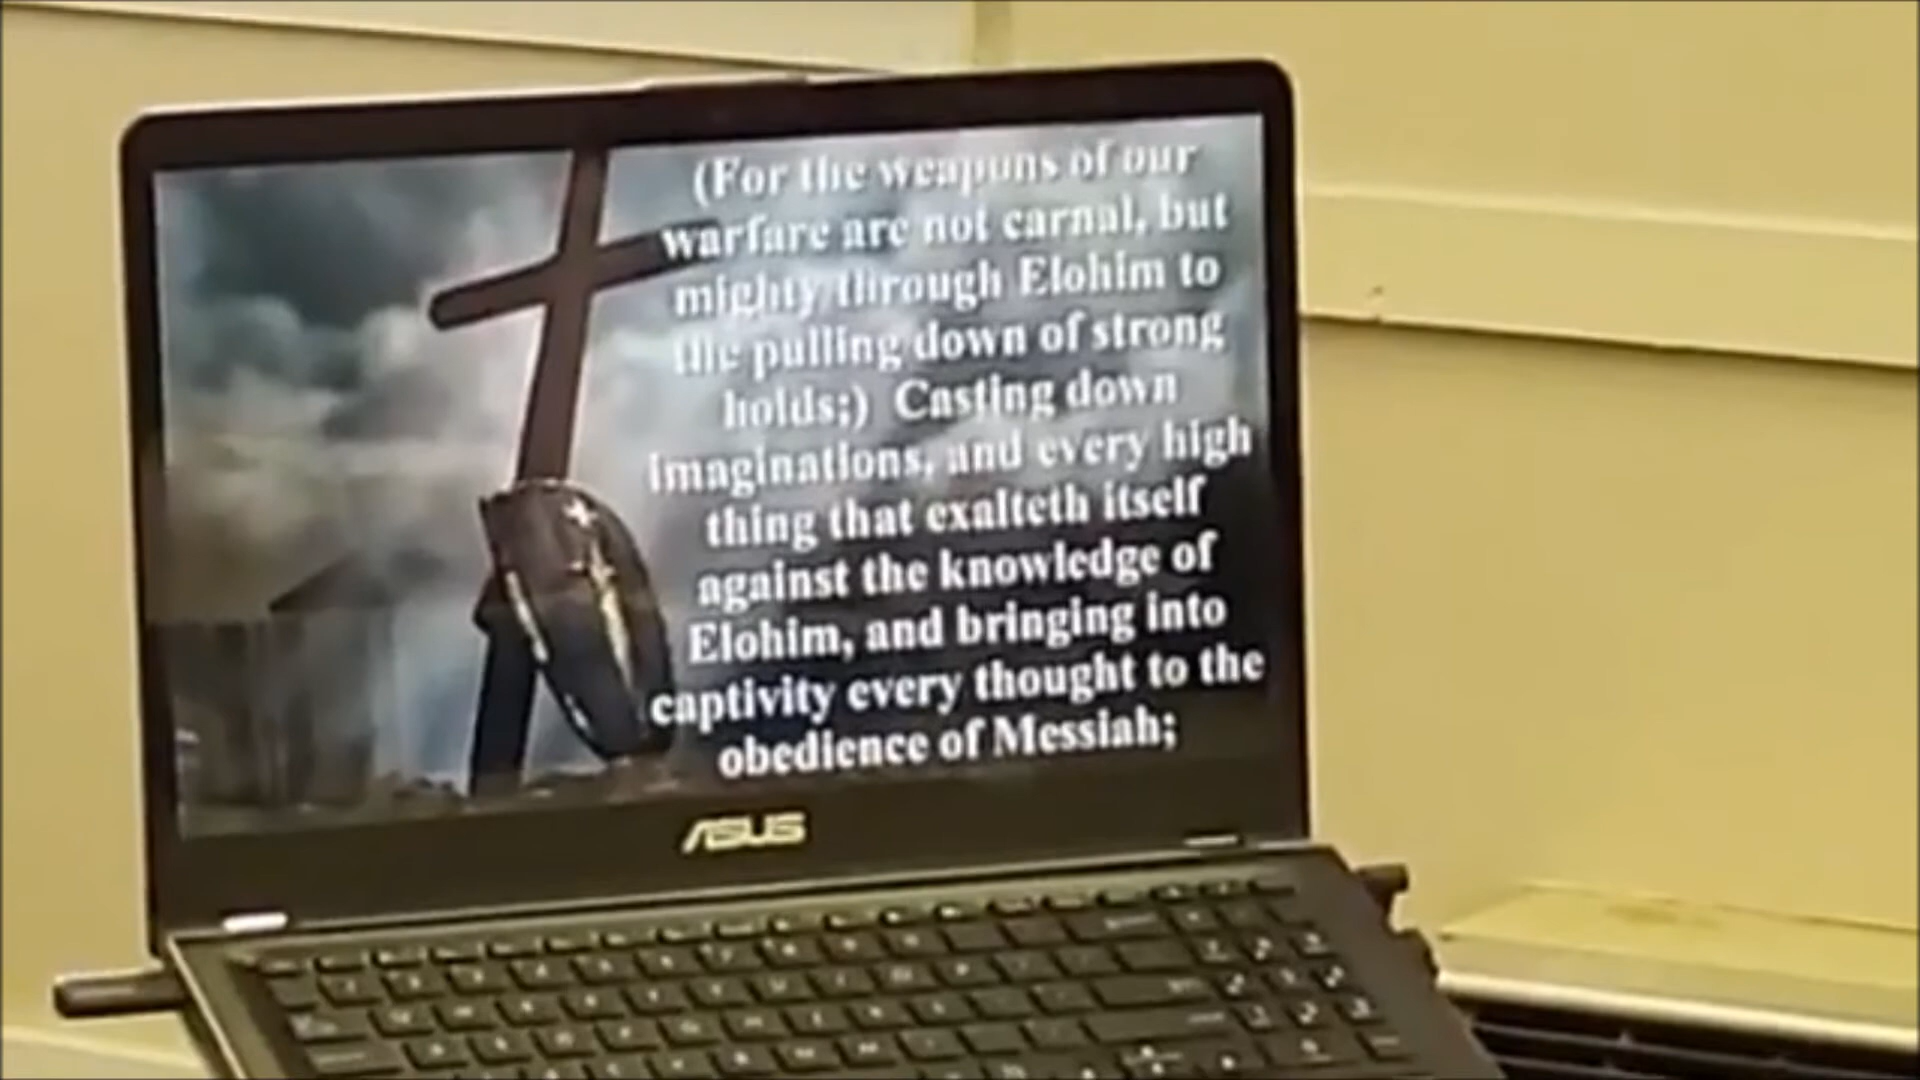 (For the weapons of our
warfare are not carnal, but
mighty through Elohim to
the pulling down of strong
holds;) Casting down
imaginations, and every high
thing that exalteth itself
against the knowledge of
Elohim, and bringing into
captivity every thought to the
obedience of Messiah;
ASUS